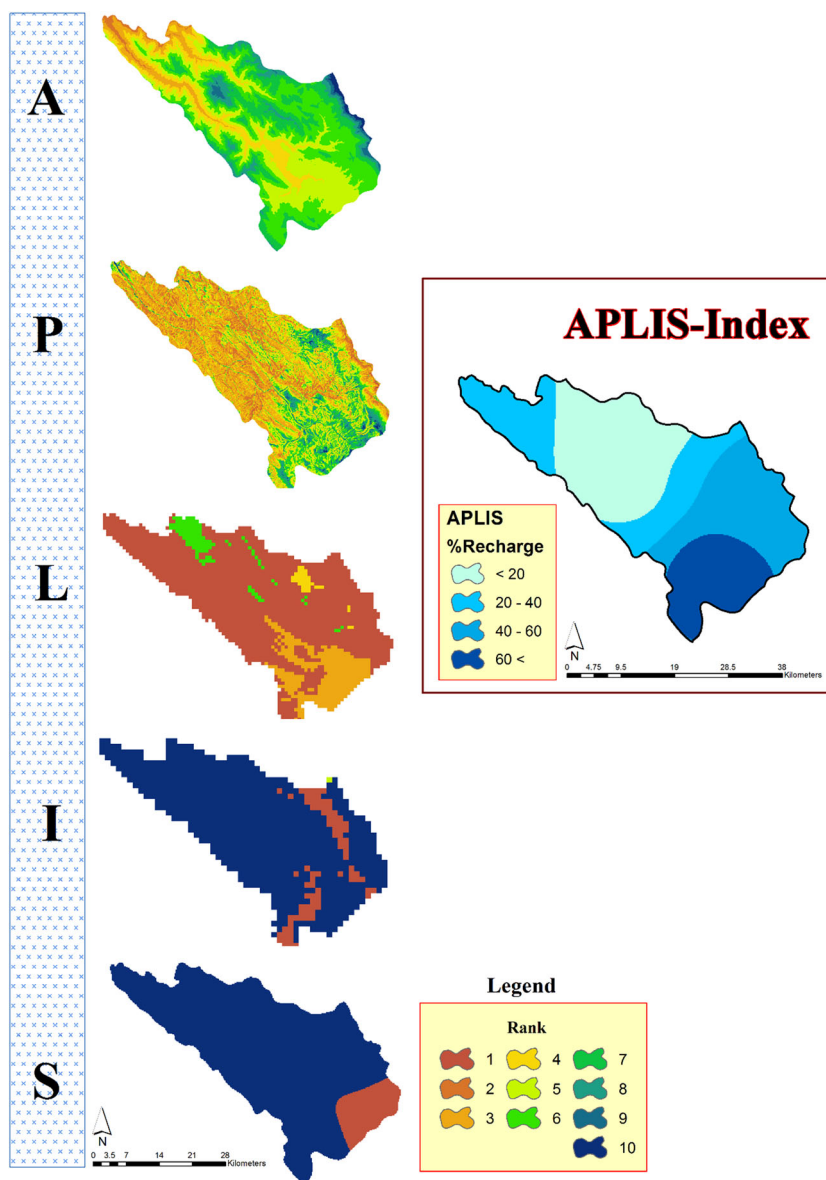 A
P
L
I
S
N
0 3.5 7 14 21 28
Kilometers
APLIS-Index
APLIS
%Recharge
< 20
20 - 40
40 - 60
60 <
N
0 4.75 9.5 19 28.5 38
Kilometers
Legend
Rank
1 4 7
2 5 8
3 6 9
10